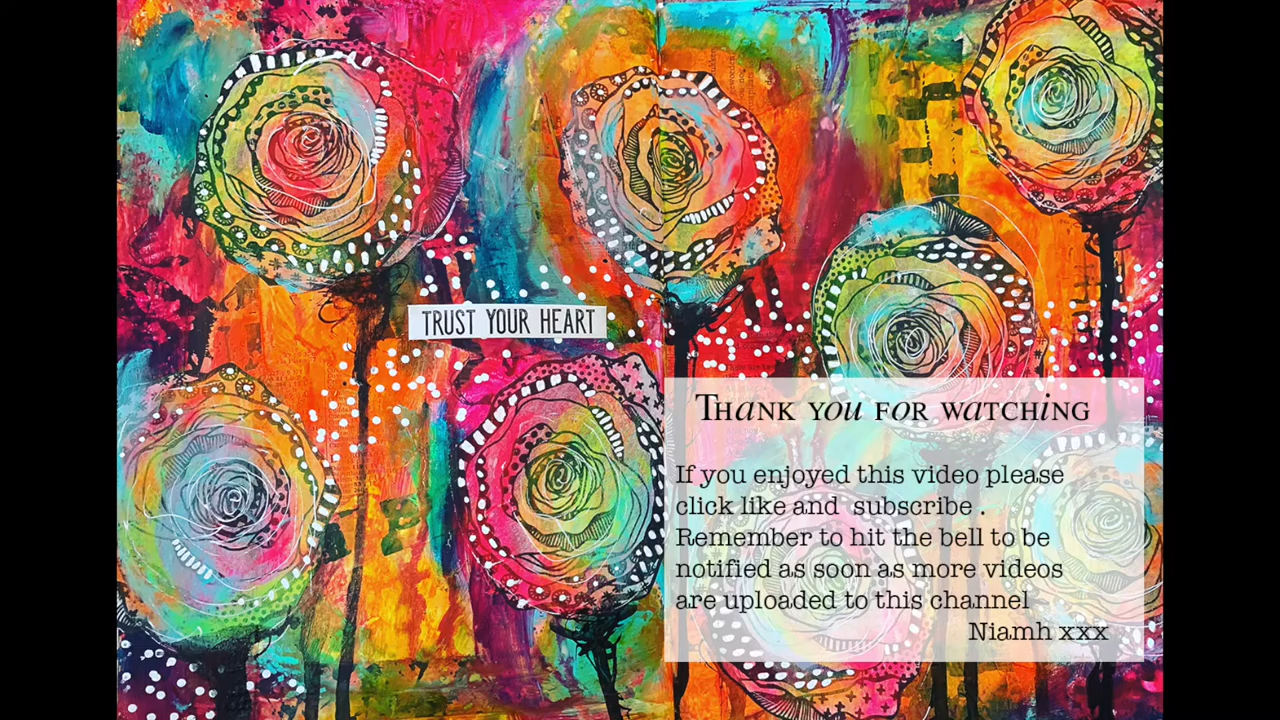 TRUST YOUR HEART
Thank you for watching
If you enjoyed this video please
click like and subscribe .
Remember to hit the bell to be
notified as soon as more videos
are uploaded to this channel
Niamh xxx